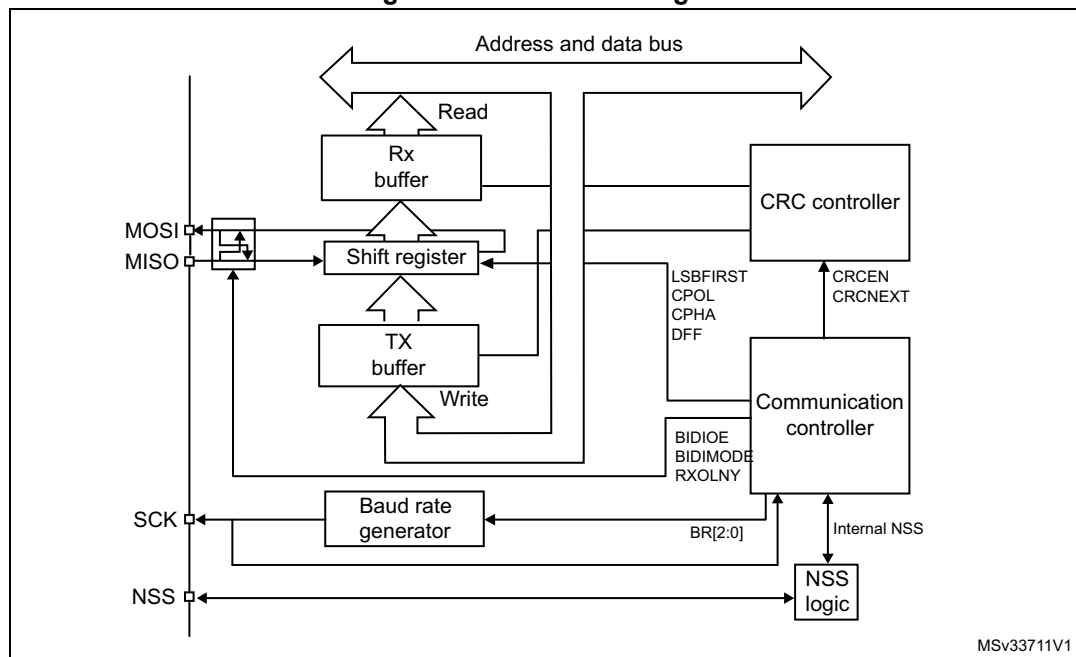 Address and data bus
Read
Rx
buffer
CRC controller
MOSI
MISO
Shift register
LSBFIRST
CPOL
CPHA
DFF
CRCEN
CRCNEXT
TX
buffer
Write
Communication
controller
BIDIOE
BIDIMODE
RXOLNY
SCK
Baud rate
generator
BR[2:0]
Internal NSS
NSS
NSS
logic
MSv33711V1